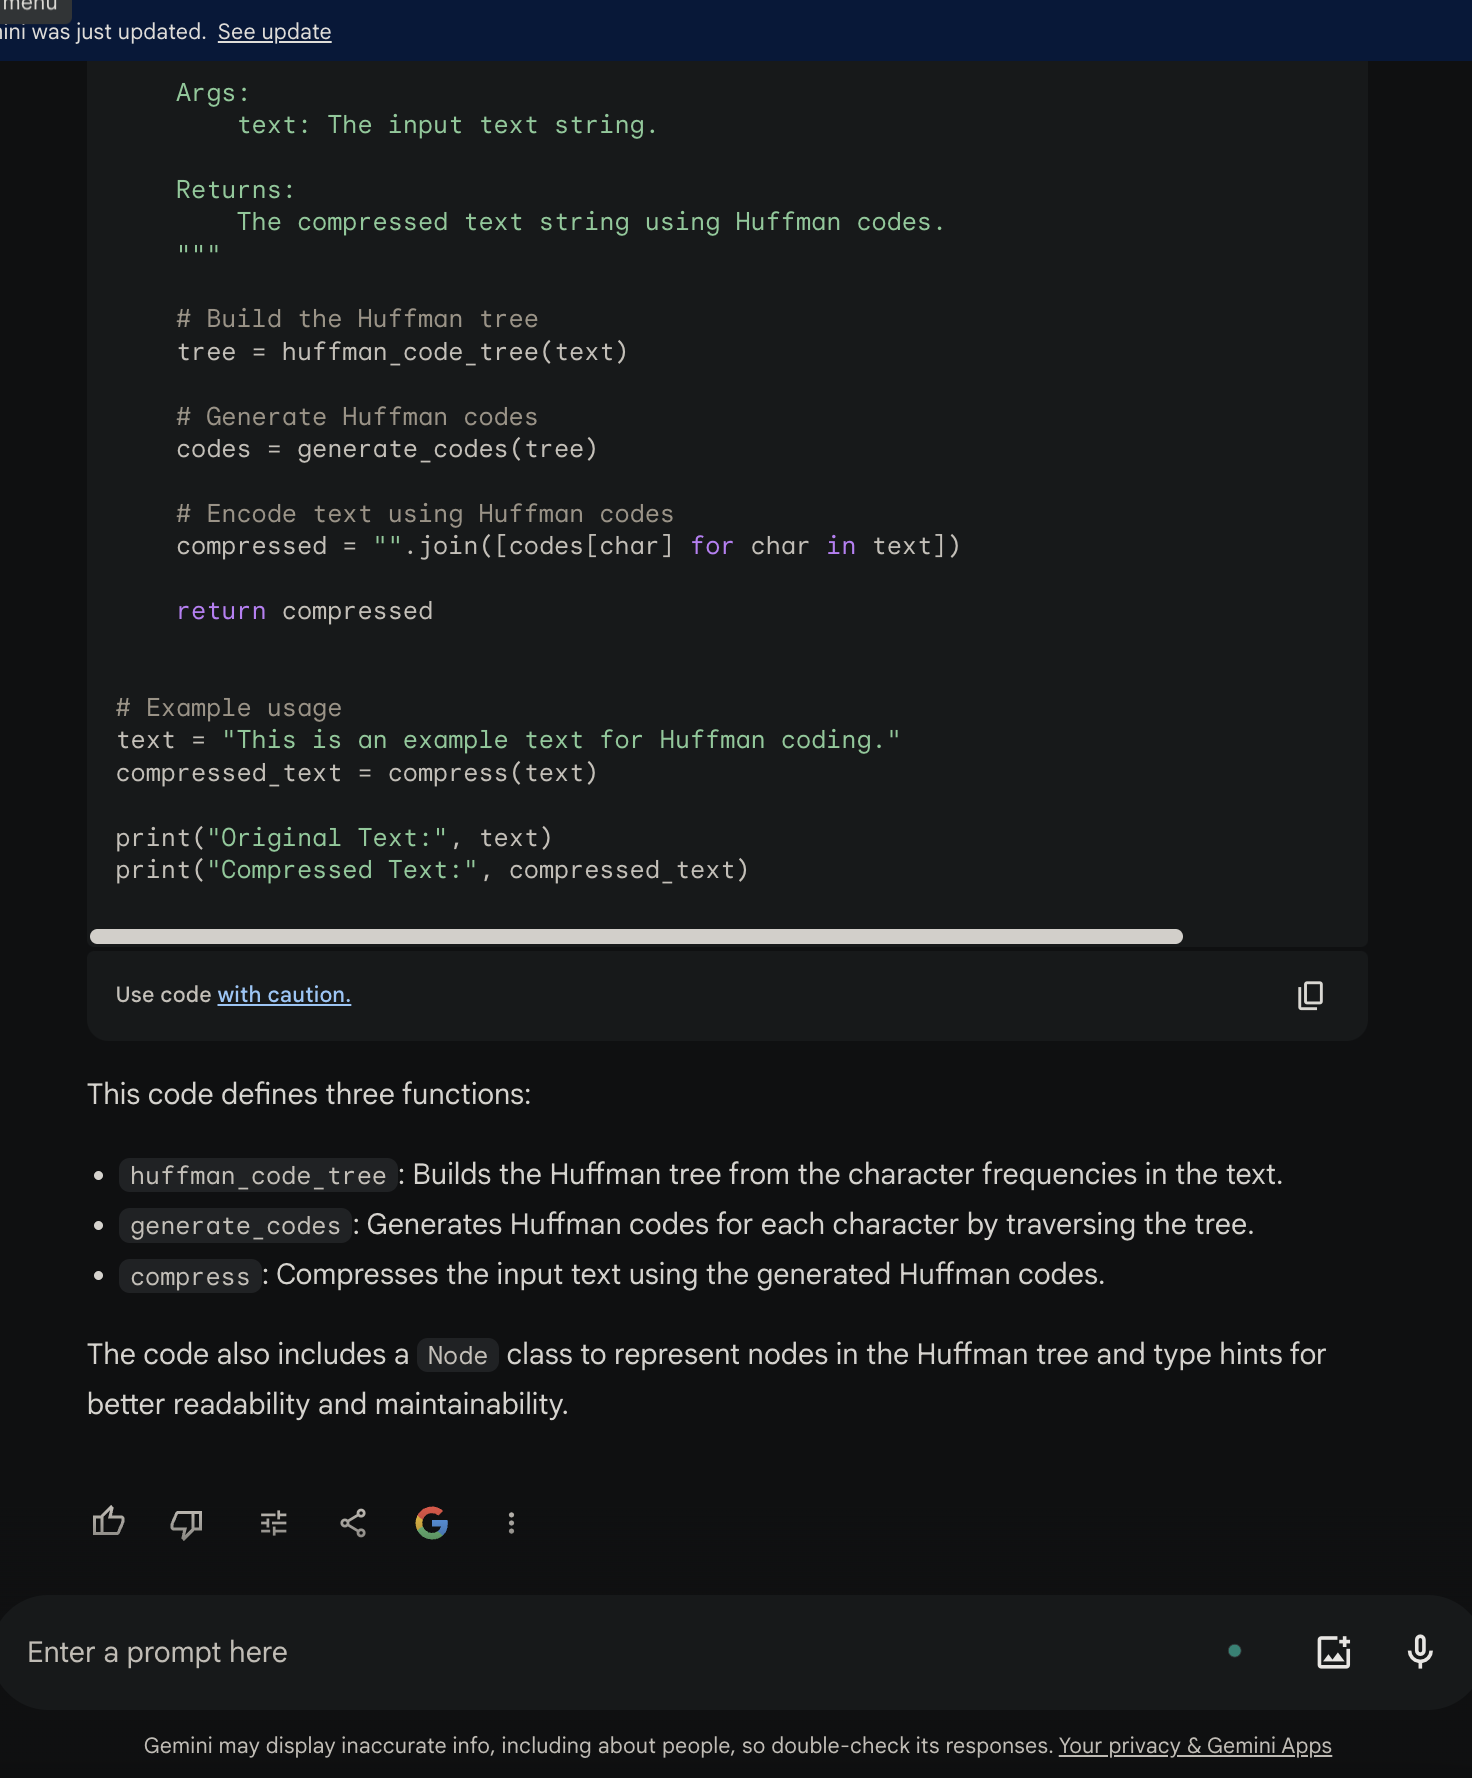 menu
ini was just updated. See update
Args:
text: The input text string.
Returns:
The compressed text string using Huffman codes.
"""
# Build the Huffman tree
tree = huffman_code_tree(text)
# Generate Huffman codes
codes = generate_codes(tree)
# Encode text using Huffman codes
compressed = "".join([codes[char] for char in text])
return compressed
# Example usage
text = "This is an example text for Huffman coding."
compressed_text = compress(text)
print("Original Text:", text)
print("Compressed Text:", compressed_text)
Use code with caution.
This code defines three functions:
• huffman_code_tree: Builds the Huffman tree from the character frequencies in the text.
• generate_codes: Generates Huffman codes for each character by traversing the tree.
• compress: Compresses the input text using the generated Huffman codes.
The code also includes a Node class to represent nodes in the Huffman tree and type hints for
better readability and maintainability.
Enter a prompt here
Gemini may display inaccurate info, including about people, so double-check its responses. Your privacy & Gemini Apps